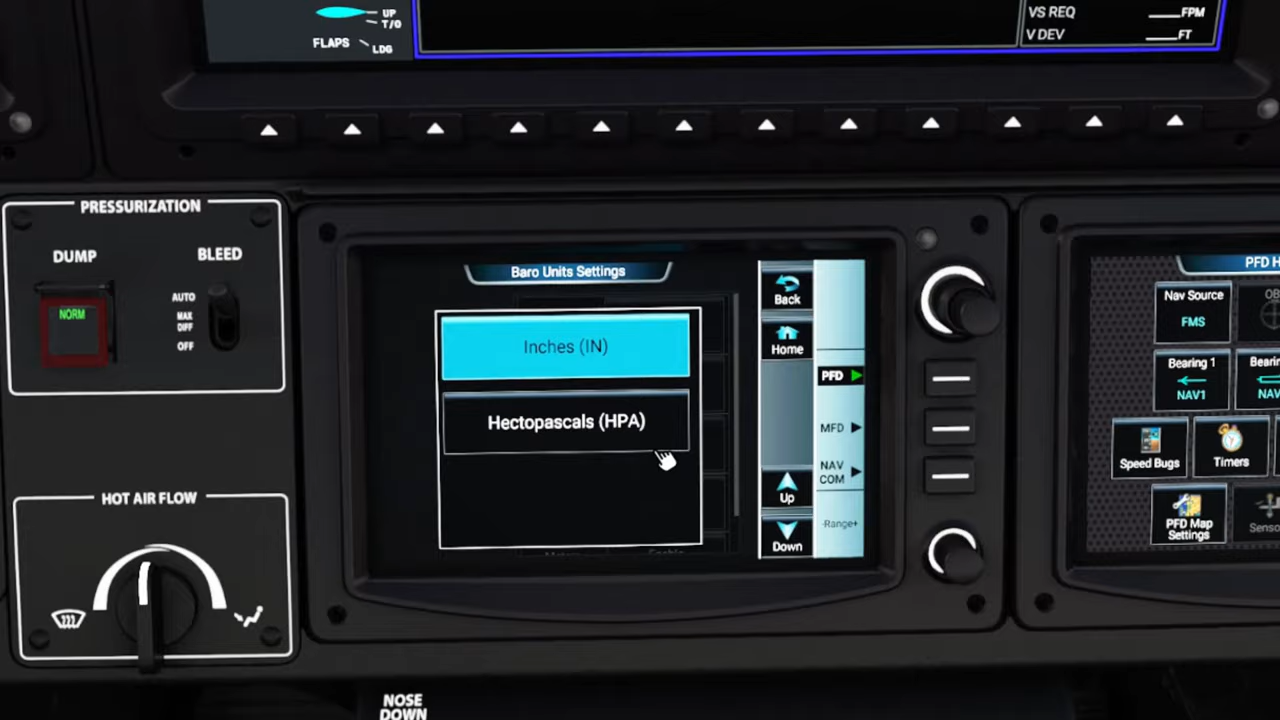 UP
T/O
FLAPS
LDG
VS REQ ____FPM
V DEV ____FT
PRESSURIZATION
DUMP
BLEED
NORM
AUTO
MAX
DIFF
OFF
HOT AIR FLOW
Baro Units Settings
Inches (IN)
Hectopascals (HPA)
Back
Home
Up
Down
PFD
MFD
NAV
COM
-Range+
PFD H
Nav Source
FMS
OB
Bearing 1
NAV1
Bearin
NAV
Speed Bugs
Timers
PFD Map
Settings
Senso
NOSE
DOWN